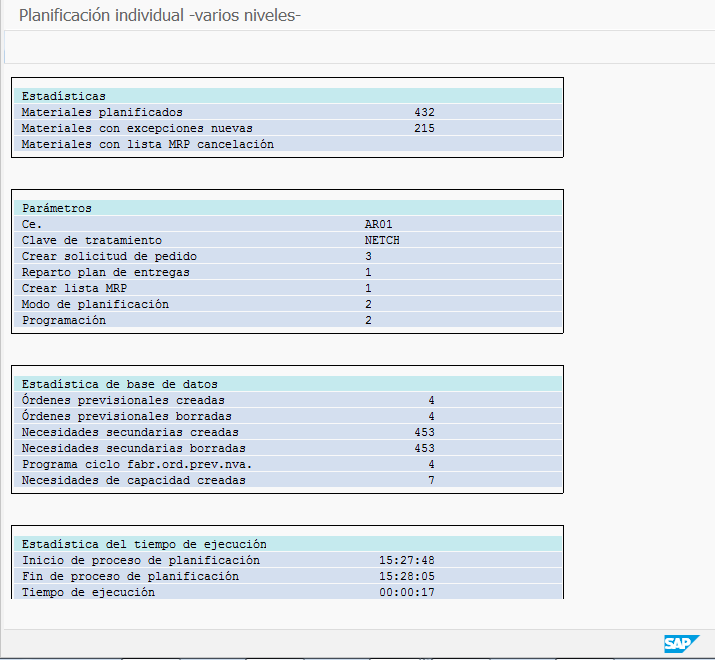 Planificación individual -varios niveles-
Estadísticas
Materiales planificados 432
Materiales con excepciones nuevas 215
Materiales con lista MRP cancelación
Parámetros
Ce. AR01
Clave de tratamiento NETCH
Crear solicitud de pedido 3
Reparto plan de entregas 1
Crear lista MRP 1
Modo de planificación 2
Programación 2
Estadística de base de datos
Órdenes previsionales creadas 4
Órdenes previsionales borradas 4
Necesidades secundarias creadas 453
Necesidades secundarias borradas 453
Programa ciclo fabr.ord.prev.nva. 4
Necesidades de capacidad creadas 7
Estadística del tiempo de ejecución
Inicio de proceso de planificación 15:27:48
Fin de proceso de planificación 15:28:05
Tiempo de ejecución 00:00:17
SAP